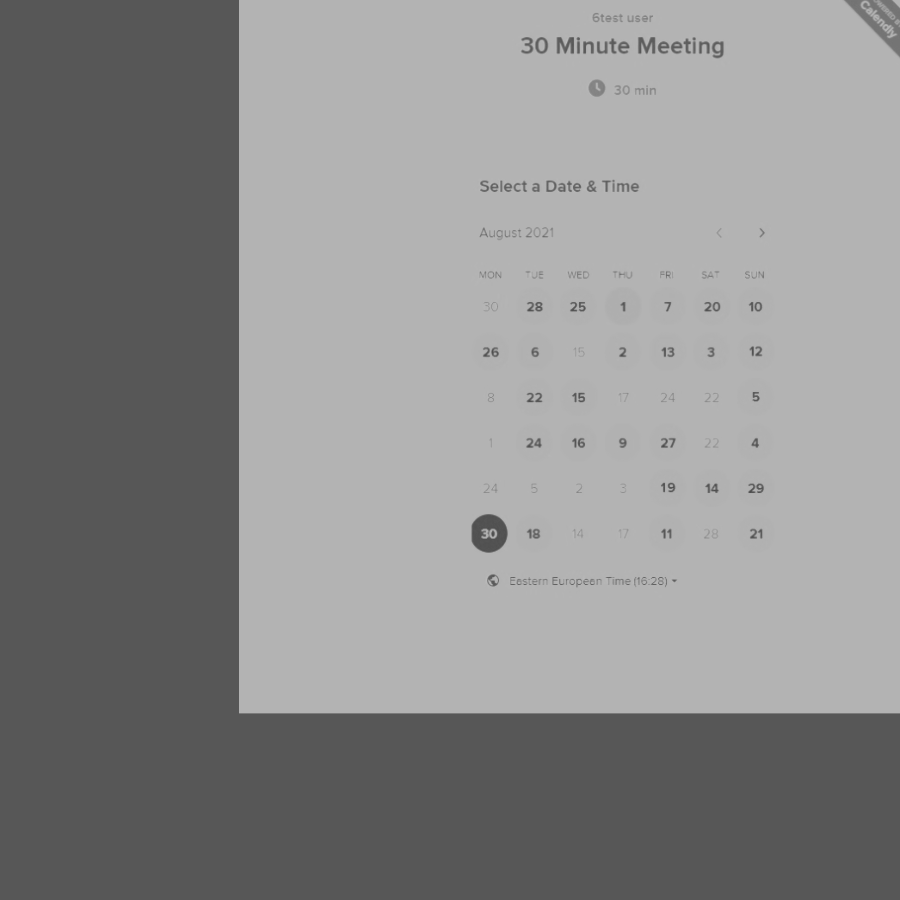 6test user
30 Minute Meeting
30 min
Calendly
Select a Date & Time
August 2021
MON TUE WED THU FRI SAT SUN
30 28 25 1 7 20 10
26 6 15 2 13 3 12
8 22 15 17 24 22 5
1 24 16 9 27 22 4
24 5 2 3 19 14 29
30 18 14 17 11 28 21
Eastern European Time (16:28)